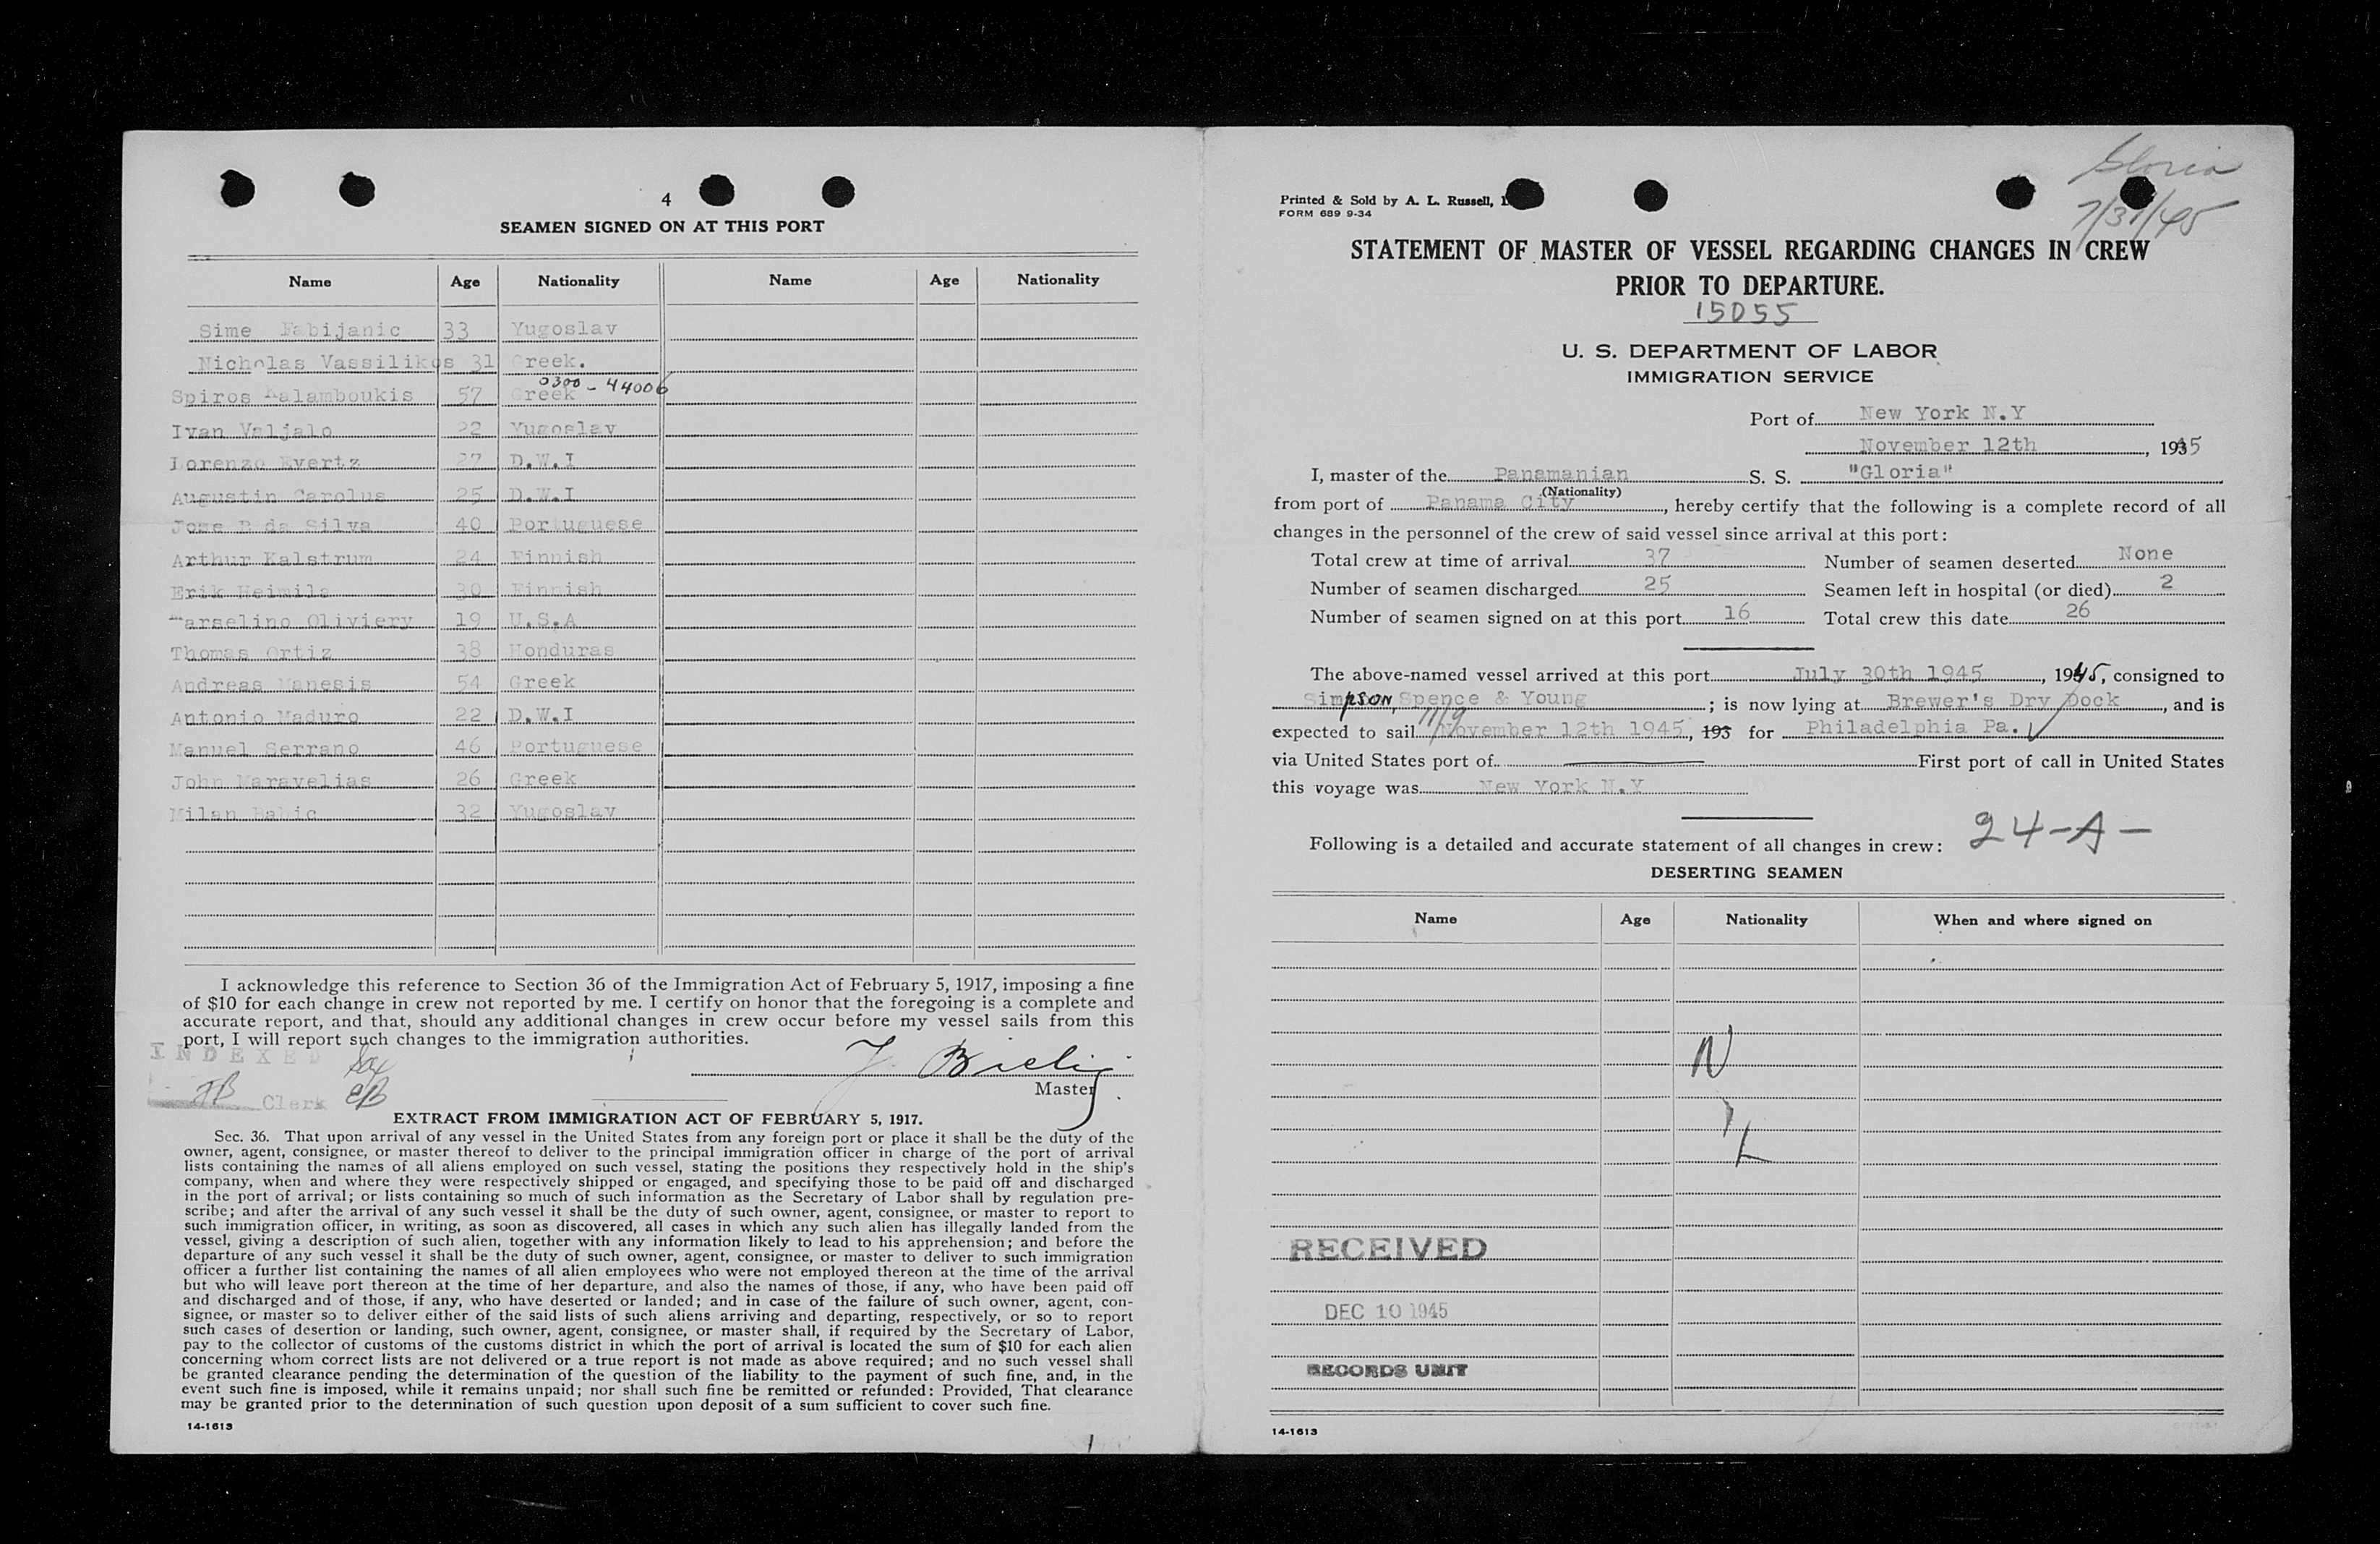 4
SEAMEN SIGNED ON AT THIS PORT
Name Age Nationality Name Age Nationality
Sime Fabijanic 33 Yugoslav
Nicholas Vassilikos 31 Greek.
0300 - 44006
Spiros Kalamboukis 57 Greek
Ivan Valjalo 22 Yugoslav
Lorenzo Evertz 27 D.W.I
Augustin Carolus 25 D.W.I
Jose B da Silva 40 Portuguese
Arthur Kalstrum 24 Finnish
Erik Heimila 30 Finnish
Marselino Oliviery 19 U.S.A
Thomas Ortiz 38 Honduras
Andreas Manesis 54 Greek
Antonio Maduro 22 D.W.I
Manuel Serrano 46 Portuguese
John Maravelias 26 Greek
Milan Babic 32 Yugoslav
I acknowledge this reference to Section 36 of the Immigration Act of February 5, 1917, imposing a fine
of $10 for each change in crew not reported by me. I certify on honor that the foregoing is a complete and
accurate report, and that, should any additional changes in crew occur before my vessel sails from this
port, I will report such changes to the immigration authorities.
INDEXED
JB Clerk EB
Master
EXTRACT FROM IMMIGRATION ACT OF FEBRUARY 5, 1917.
Sec. 36. That upon arrival of any vessel in the United States from any foreign port or place it shall be the duty of the
owner, agent, consignee, or master thereof to deliver to the principal immigration officer in charge of the port of arrival
lists containing the names of all aliens employed on such vessel, stating the positions they respectively hold in the ship's
company, when and where they were respectively shipped or engaged, and specifying those to be paid off and discharged
in the port of arrival; or lists containing so much of such information as the Secretary of Labor shall by regulation pre-
scribe; and after the arrival of any such vessel it shall be the duty of such owner, agent, consignee, or master to report to
such immigration officer, in writing, as soon as discovered, all cases in which any such alien has illegally landed from the
vessel, giving a description of such alien, together with any information likely to lead to his apprehension; and before the
departure of any such vessel it shall be the duty of such owner, agent, consignee, or master to deliver to such immigration
officer a further list containing the names of all alien employees who were not employed thereon at the time of the arrival
but who will leave port thereon at the time of her departure, and also the names of those, if any, who have been paid off
and discharged and of those, if any, who have deserted or landed; and in case of the failure of such owner, agent, con-
signee, or master so to deliver either of the said lists of such aliens arriving and departing, respectively, or so to report
such cases of desertion or landing, such owner, agent, consignee, or master shall, if required by the Secretary of Labor,
pay to the collector of customs of the customs district in which the port of arrival is located the sum of $10 for each alien
concerning whom correct lists are not delivered or a true report is not made as above required; and no such vessel shall
be granted clearance pending the determination of the question of the liability to the payment of such fine, and, in the
event such fine is imposed, while it remains unpaid; nor shall such fine be remitted or refunded: Provided, That clearance
may be granted prior to the determination of such question upon deposit of a sum sufficient to cover such fine.
14-1613
Gloria
7/31/45
Printed & Sold by A. L. Russell,
FORM 689 9-34
STATEMENT OF MASTER OF VESSEL REGARDING CHANGES IN CREW
PRIOR TO DEPARTURE.
15055
U. S. DEPARTMENT OF LABOR
IMMIGRATION SERVICE
Port of New York N.Y
November 12th, 1945
I, master of the Panamanian S. S. "Gloria"
(Nationality)
from port of Panama City, hereby certify that the following is a complete record of all
changes in the personnel of the crew of said vessel since arrival at this port:
Total crew at time of arrival 37 Number of seamen deserted None
Number of seamen discharged 25 Seamen left in hospital (or died) 2
Number of seamen signed on at this port 16 Total crew this date 26
The above-named vessel arrived at this port July 30th 1945, 1945, consigned to
Simpson, Spence & Young; is now lying at Brewer's Dry Dock, and is
11/9
expected to sail November 12th 1945, 193 for Philadelphia Pa.
via United States port of First port of call in United States
this voyage was New York N.Y
Following is a detailed and accurate statement of all changes in crew: 24-A-
DESERTING SEAMEN
Name Age Nationality When and where signed on
N
I
L
RECEIVED
DEC 10 1945
RECORDS UNIT
14-1613